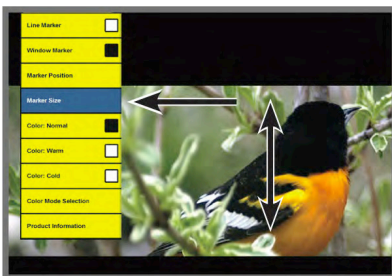 Line Marker
Window Marker
Marker Position
Marker Size
Color: Normal
Color: Warm
Color: Cold
Color Mode Selection
Product Information